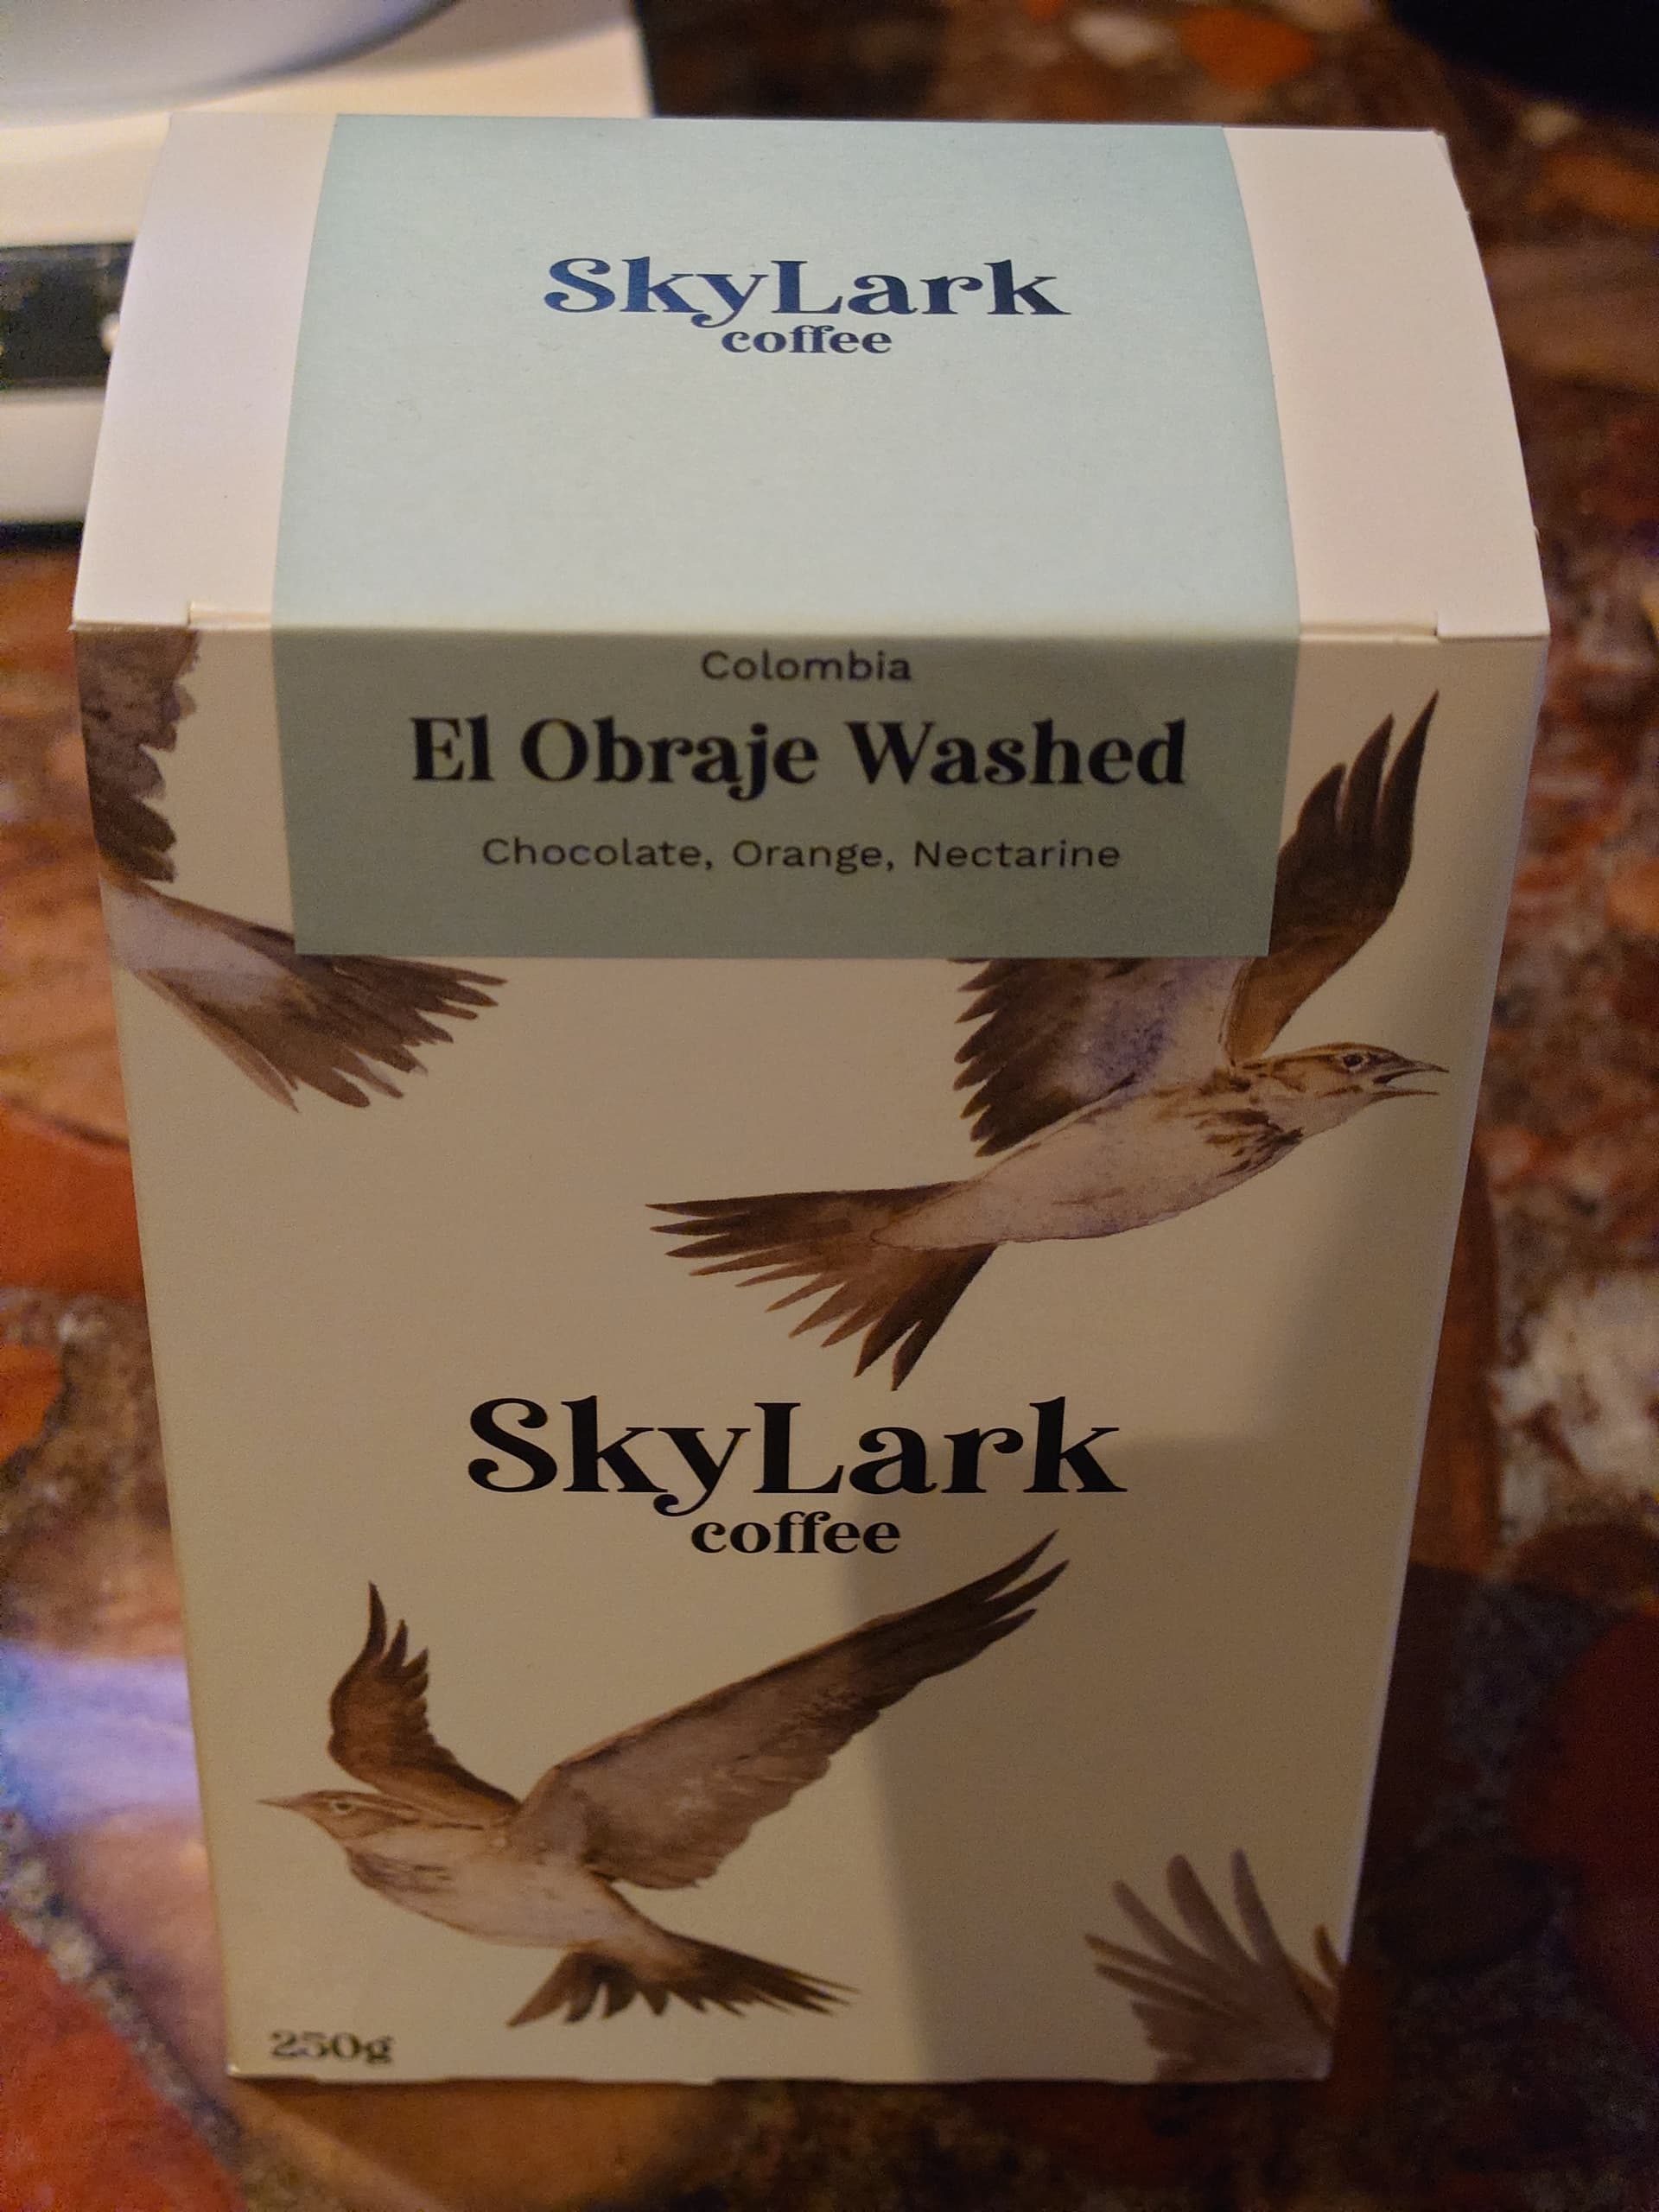 SkyLark
coffee
Colombia
El Obraje Washed
Chocolate, Orange, Nectarine
SkyLark
coffee
250g